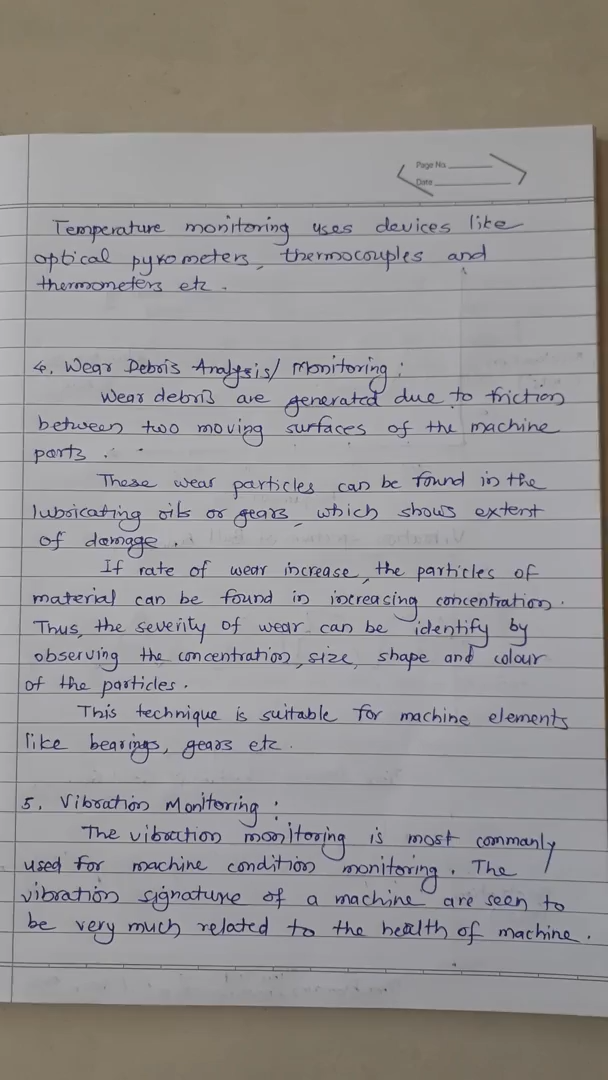 Page No
Date
Temperature monitoring uses devices like
optical pyrometers, thermocouples and
thermometers etc.
4. Wear Debris Analysis/ Monitoring:
Wear debris are generated due to friction
between two moving surfaces of the machine
parts.
These wear particles can be found in the
lubricating oils or gears, which shows extent
of damage.
If rate of wear increase, the particles of
material can be found in increasing concentration.
Thus, the severity of wear can be identify by
observing the concentration, size, shape and colour
of the particles.
This technique is suitable for machine elements
like bearings, gears etc.
5. Vibration Monitoring:
The vibration monitoring is most commanly
used for machine condition monitoring. The
vibration signature of a machine are seen to
be very much related to the health of machine.